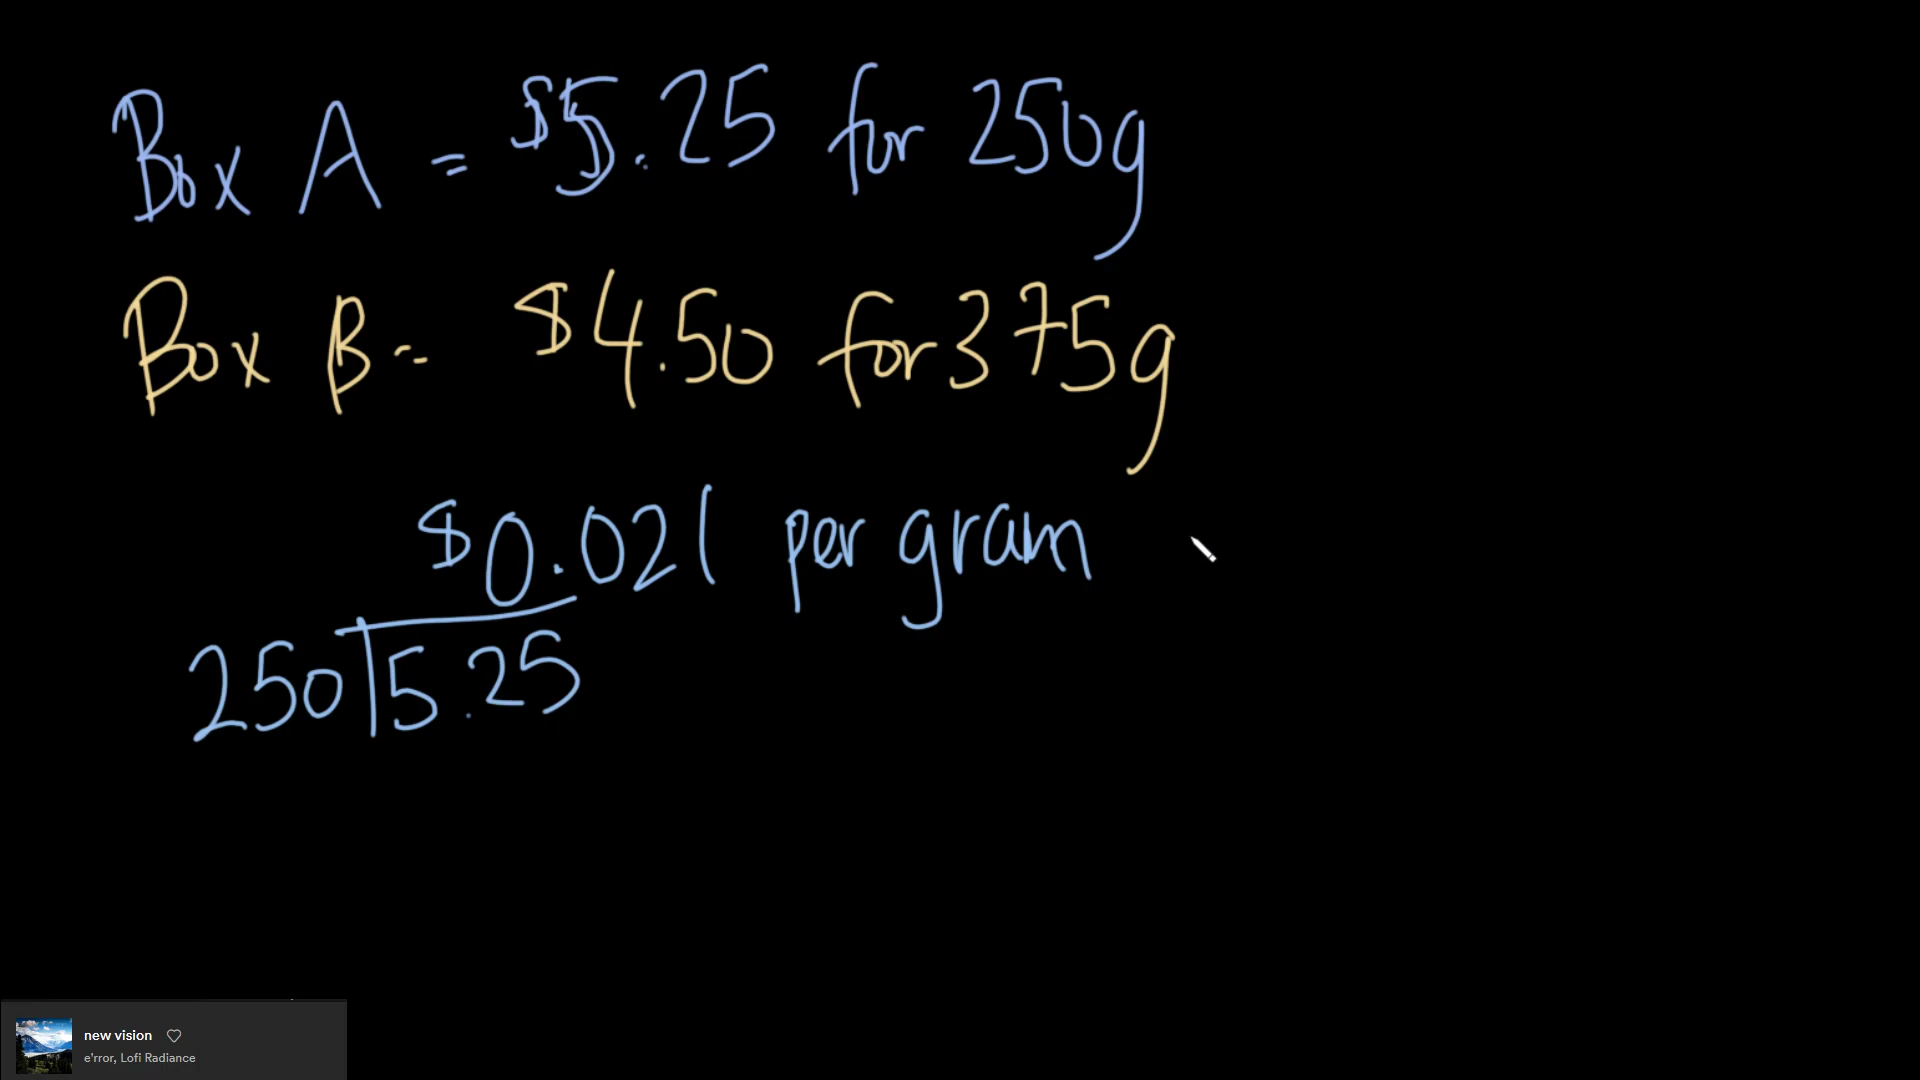 Box A = $5.25 for 250g
Box B = $4.50 for 375g
$0.021 per gram
250 5.25
new vision
e'rror, Lofi Radiance